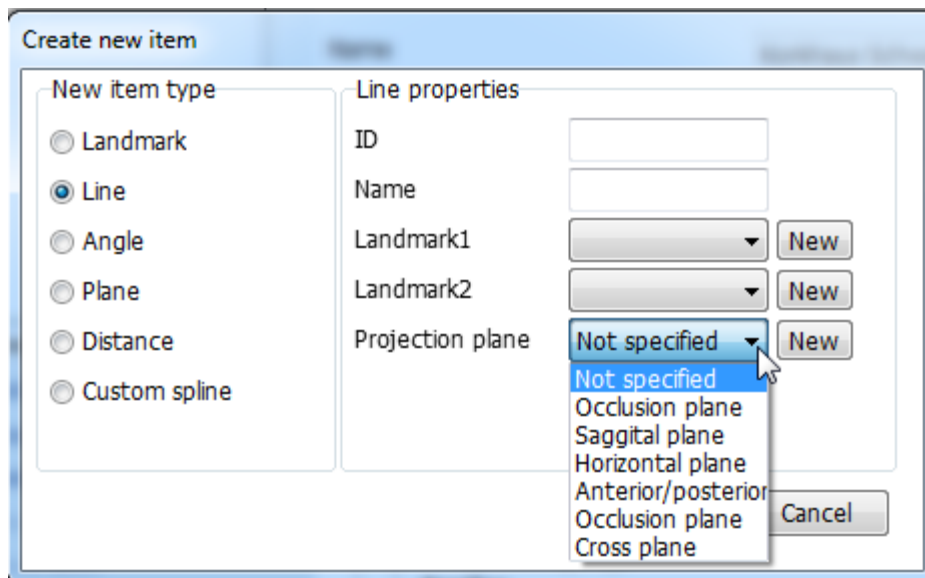 Create new item
New item type
Landmark
Line
Angle
Plane
Distance
Custom spline
Line properties
ID
Name
Landmark1
New
Landmark2
New
Projection plane
Not specified
New
Not specified
Occlusion plane
Saggital plane
Horizontal plane
Anterior/posterior
Occlusion plane
Cross plane
Cancel